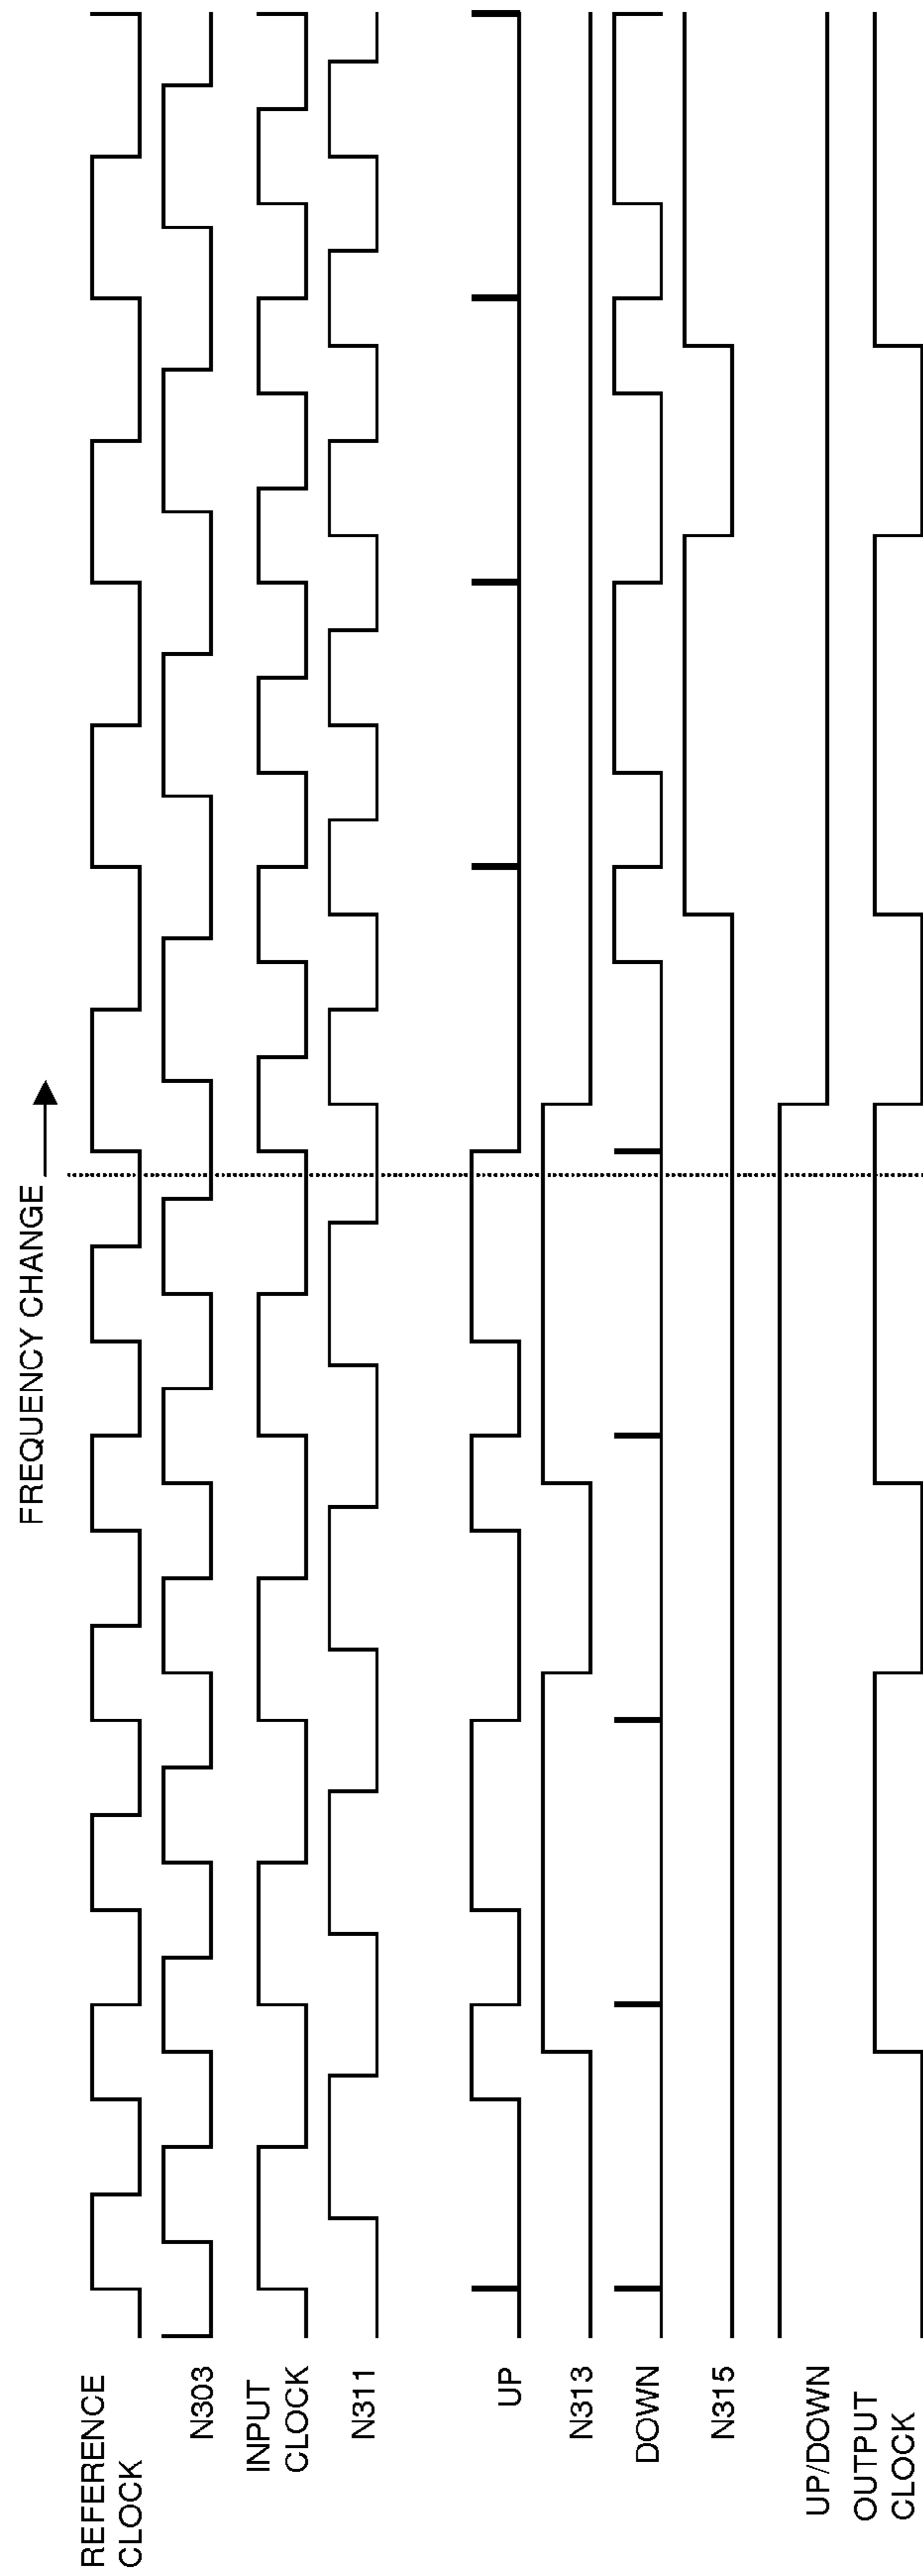 FREQUENCY CHANGE
REFERENCE
CLOCK
N303
INPUT
CLOCK
N311
UP
N313
DOWN
N315
UP/DOWN
OUTPUT
CLOCK